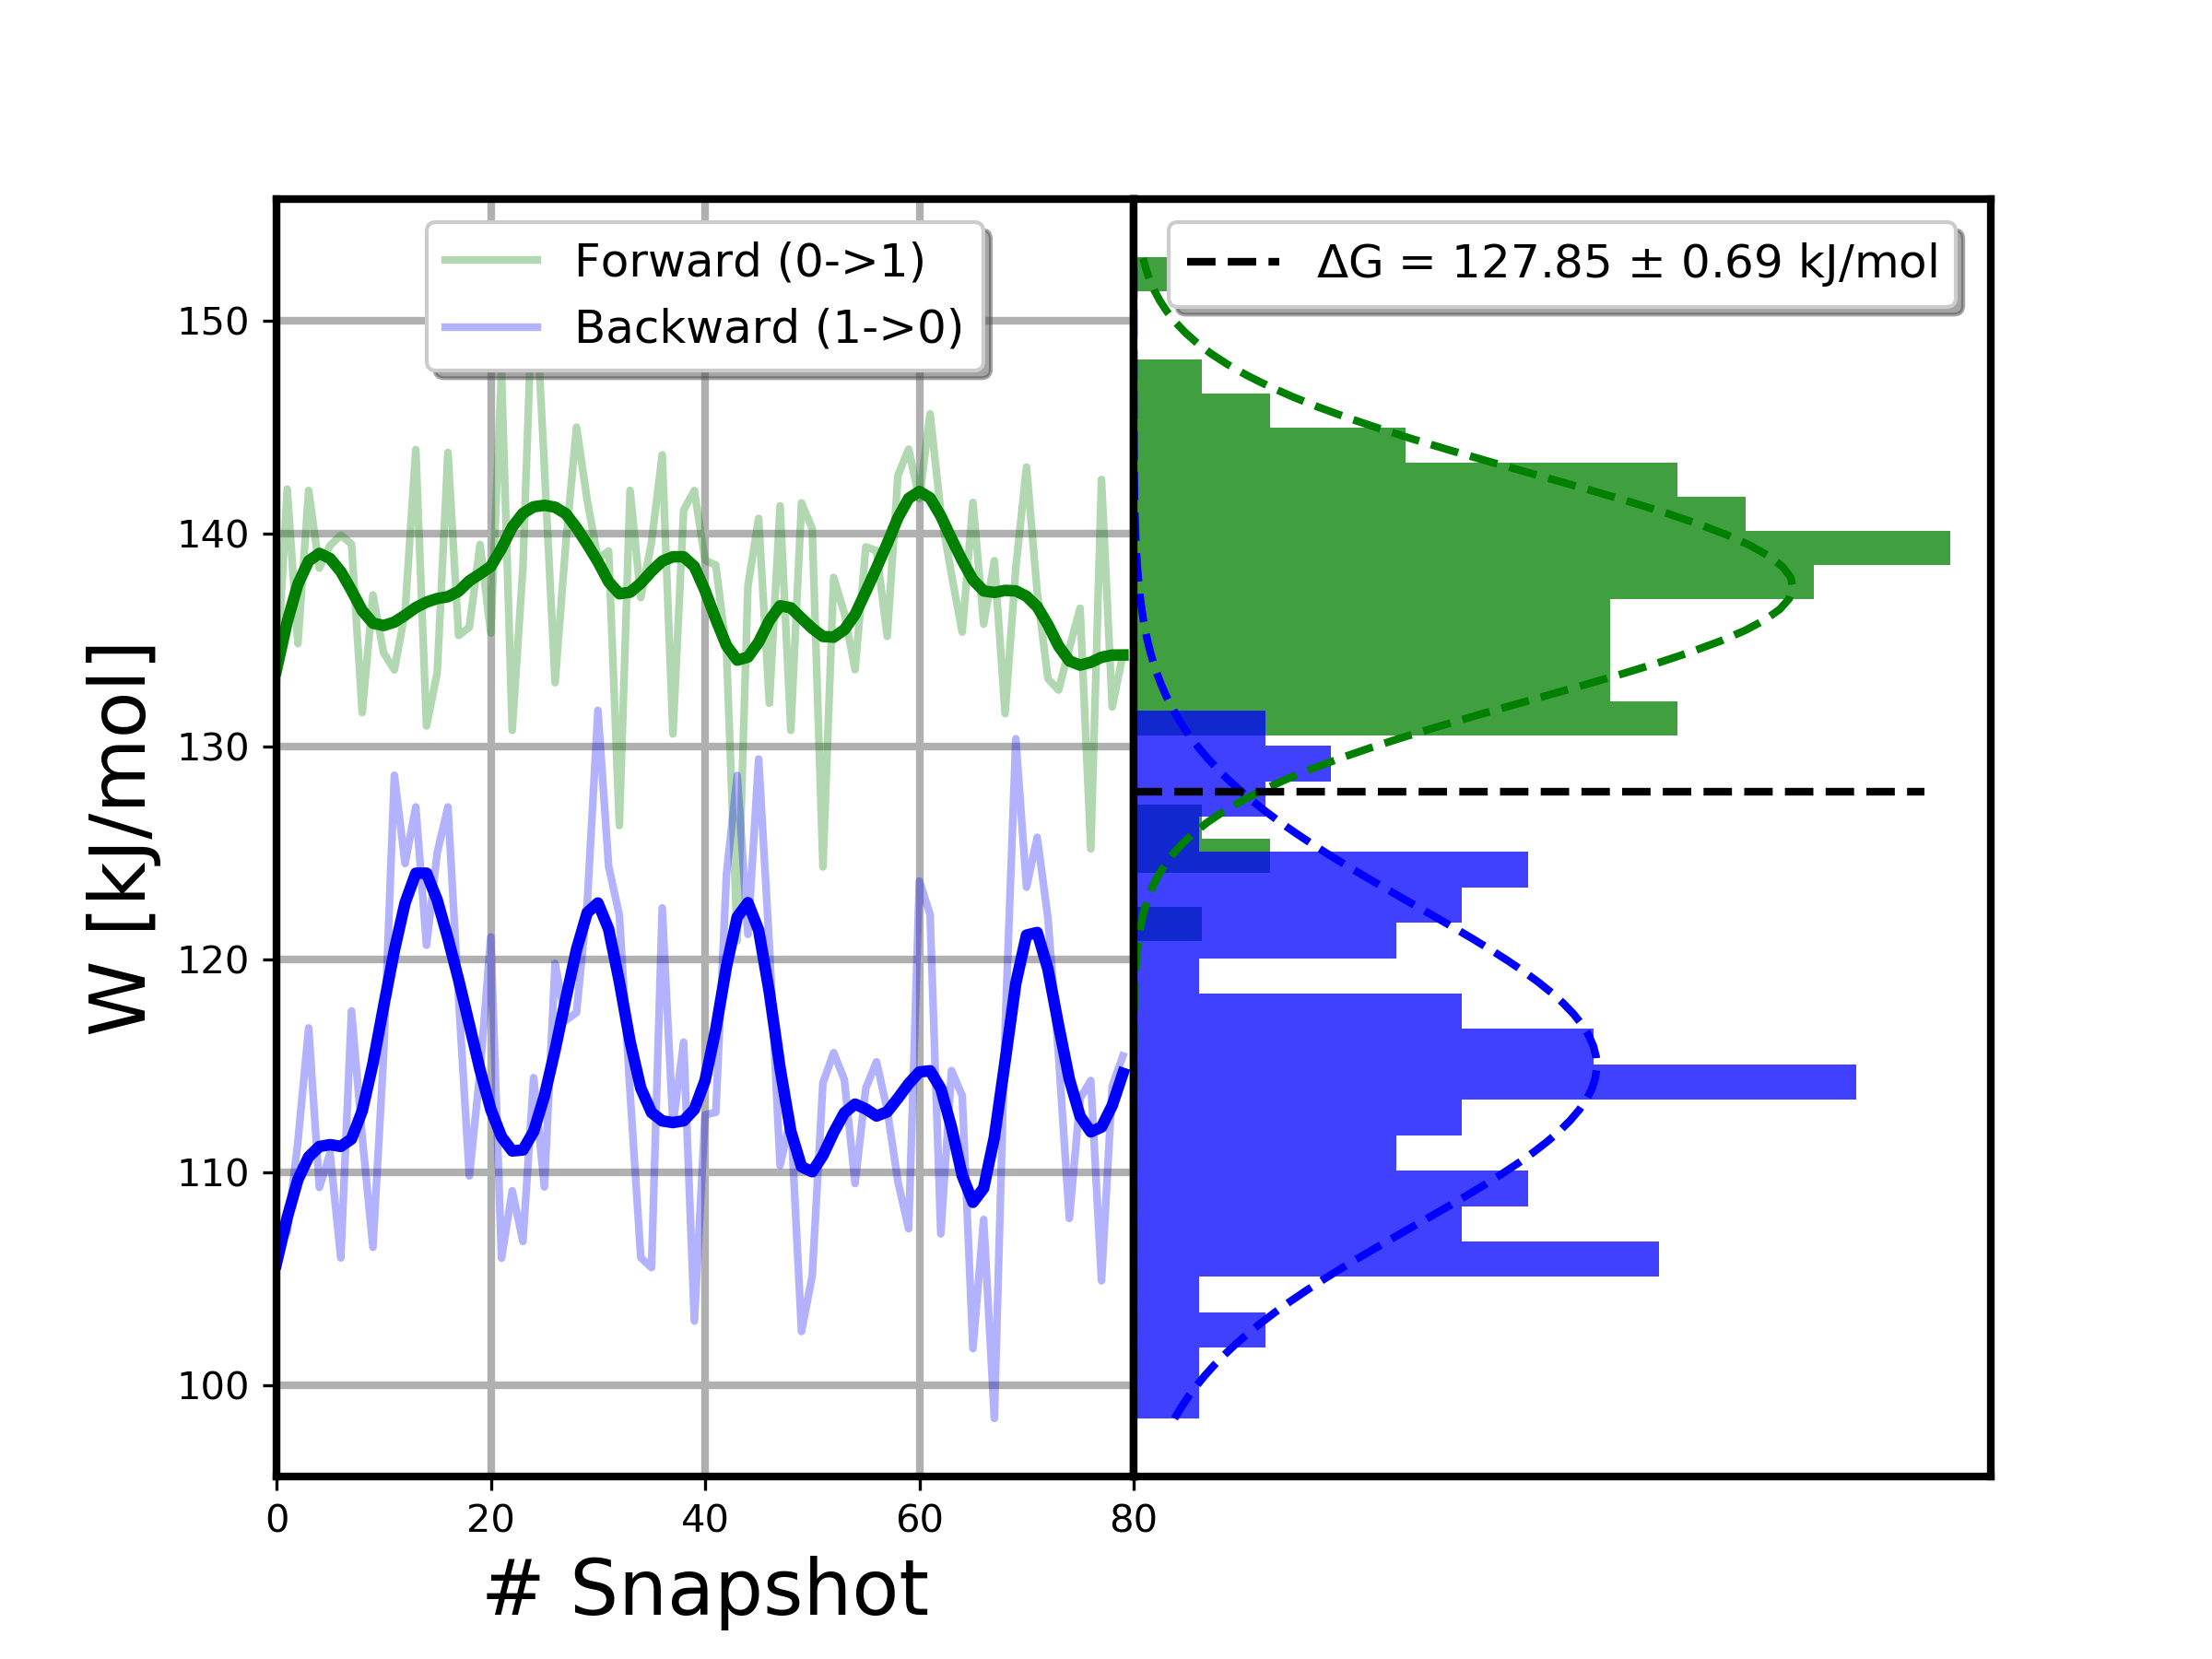 Forward (0->1)
Backward (1->0)
ΔG = 127.85 ± 0.69 kJ/mol
W [kJ/mol]
150
140
130
120
110
100
0 20 40 60 80
# Snapshot